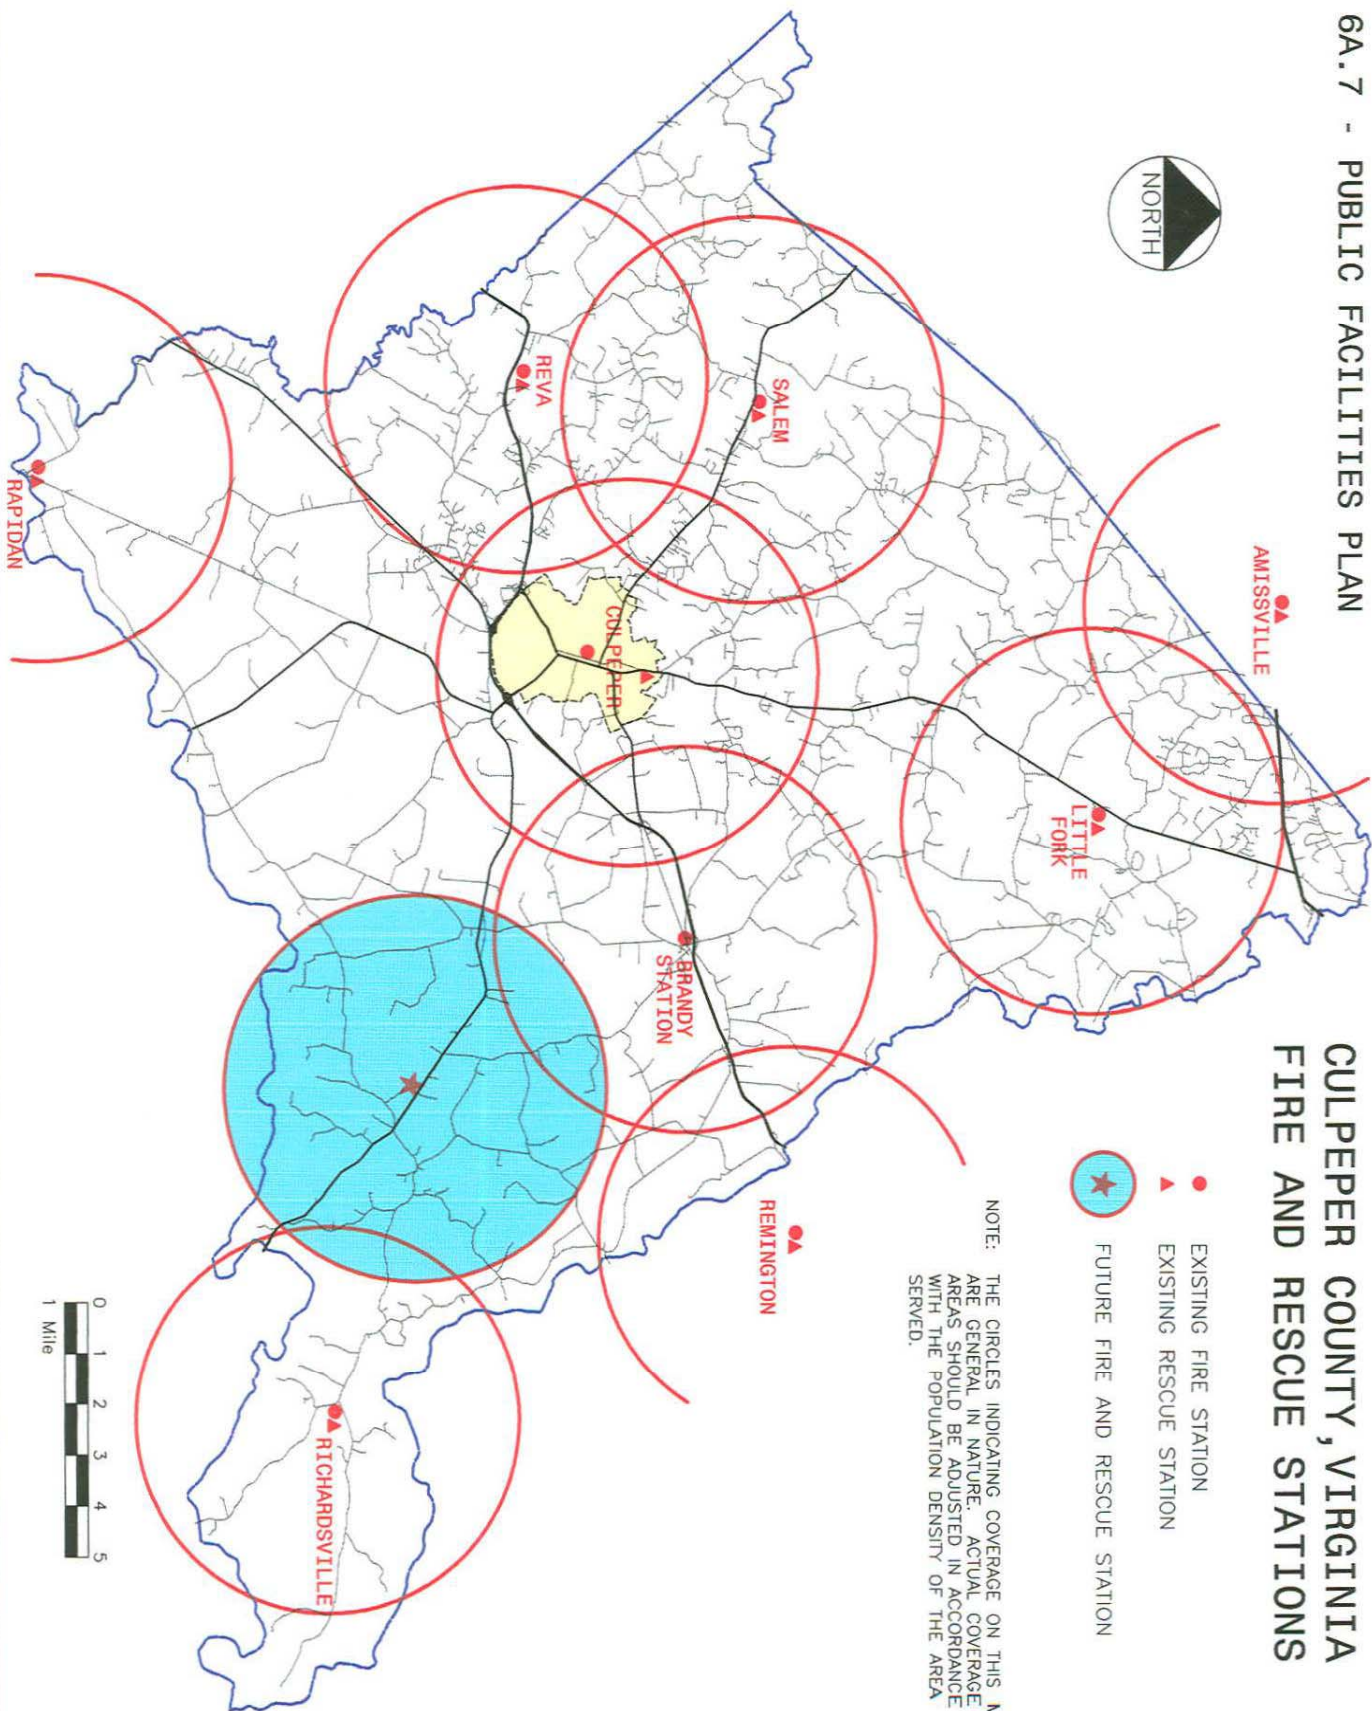 6A.7 - PUBLIC FACILITIES PLAN
CULPEPER COUNTY, VIRGINIA
FIRE AND RESCUE STATIONS
NORTH
EXISTING FIRE STATION
EXISTING RESCUE STATION
FUTURE FIRE AND RESCUE STATION
NOTE: THE CIRCLES INDICATING COVERAGE ON THIS
ARE GENERAL IN NATURE. ACTUAL COVERAGE
AREAS SHOULD BE ADJUSTED IN ACCORDANCE
WITH THE POPULATION DENSITY OF THE AREA
SERVED.
AMISSVILLE
LITTLE
FORK
SALEM
REVA
CULPEPER
BRANDY
STATION
REMINGTON
RAPIDAN
RICHARDSVILLE
0 1 2 3 4 5
1 Mile